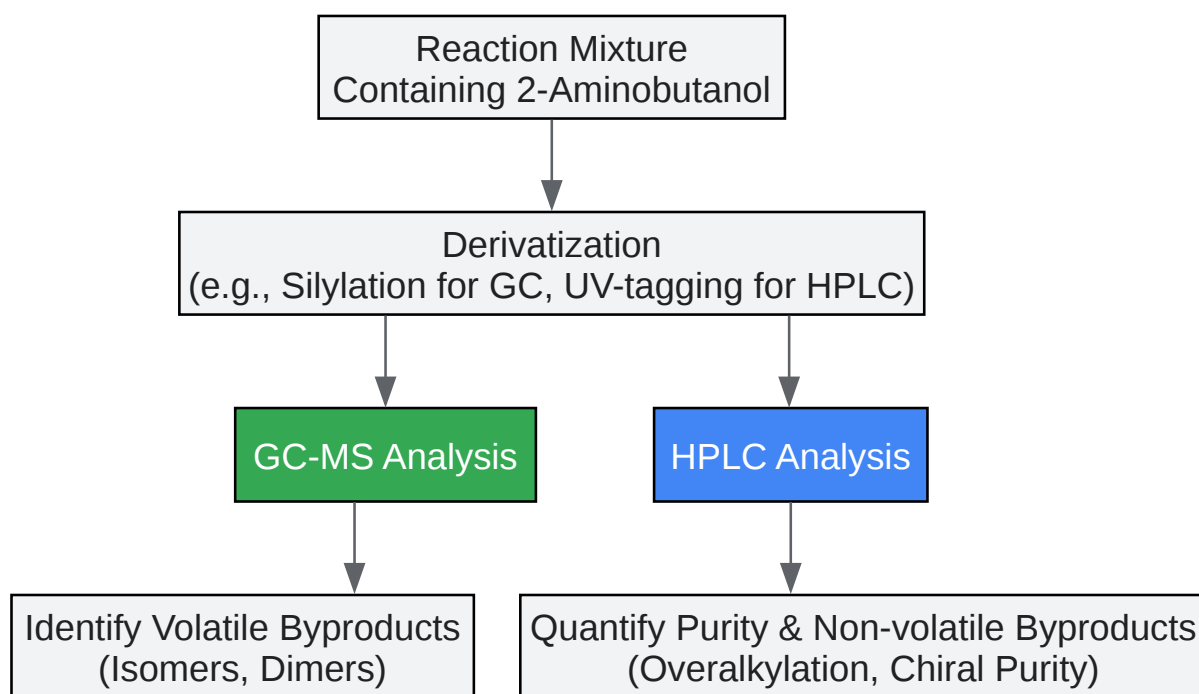 Reaction Mixture
Containing 2-Aminobutanol
Derivatization
(e.g., Silylation for GC, UV-tagging for HPLC)
GC-MS Analysis
HPLC Analysis
Identify Volatile Byproducts
(Isomers, Dimers)
Quantify Purity & Non-volatile Byproducts
(Overalkylation, Chiral Purity)